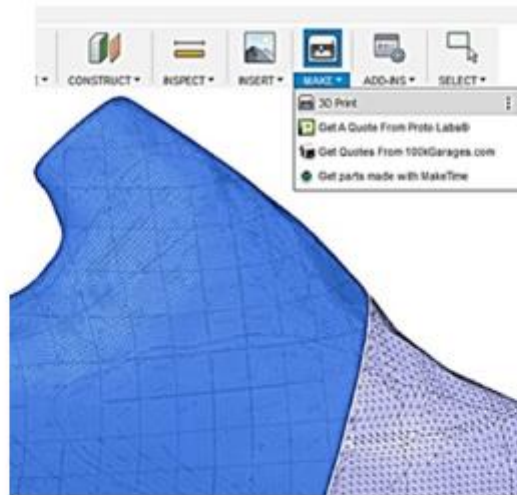 CONSTRUCT ▾ INSPECT ▾ INSERT ▾ MAKE ▾ ADD-INS ▾ SELECT ▾
3D Print
Get A Quote From Proto Labs®
Get Quotes From 100kGarages.com
Get parts made with MakeTime